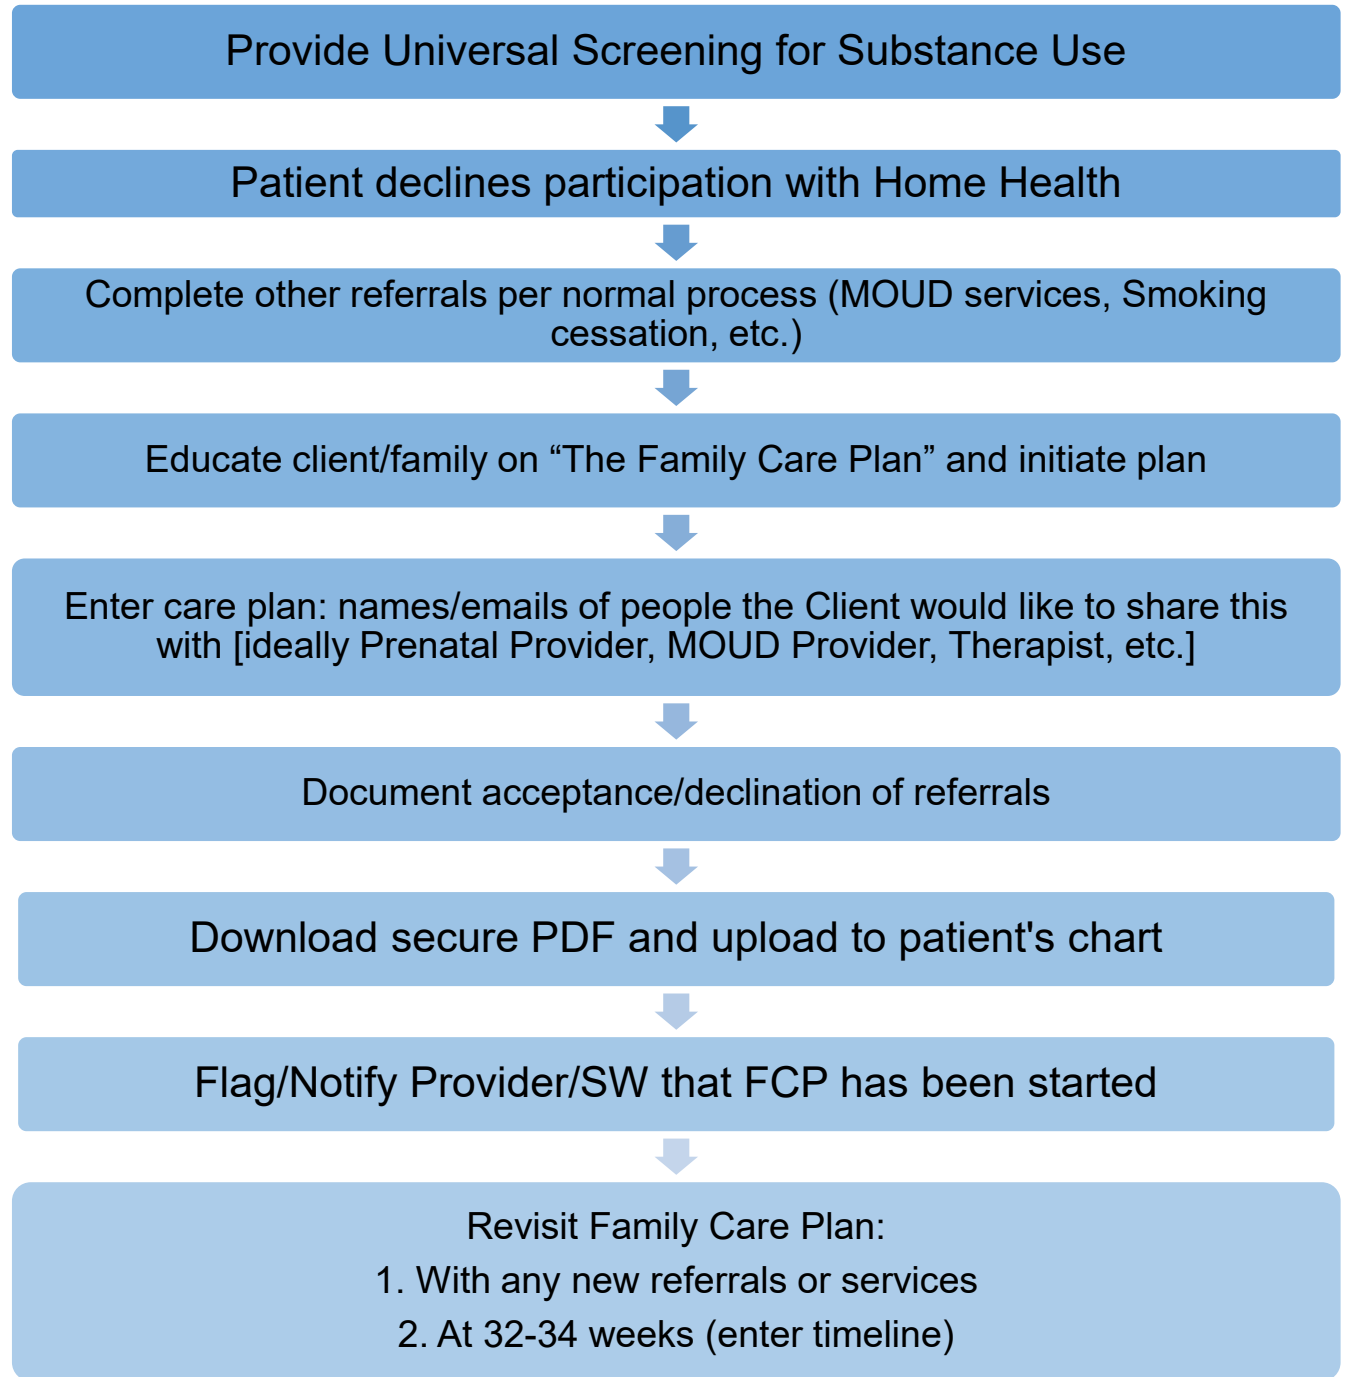 Provide Universal Screening for Substance Use
Patient declines participation with Home Health
Complete other referrals per normal process (MOUD services, Smoking
cessation, etc.)
Educate client/family on “The Family Care Plan” and initiate plan
Enter care plan: names/emails of people the Client would like to share this
with [ideally Prenatal Provider, MOUD Provider, Therapist, etc.]
Document acceptance/declination of referrals
Download secure PDF and upload to patient's chart
Flag/Notify Provider/SW that FCP has been started
Revisit Family Care Plan:
1. With any new referrals or services
2. At 32-34 weeks (enter timeline)